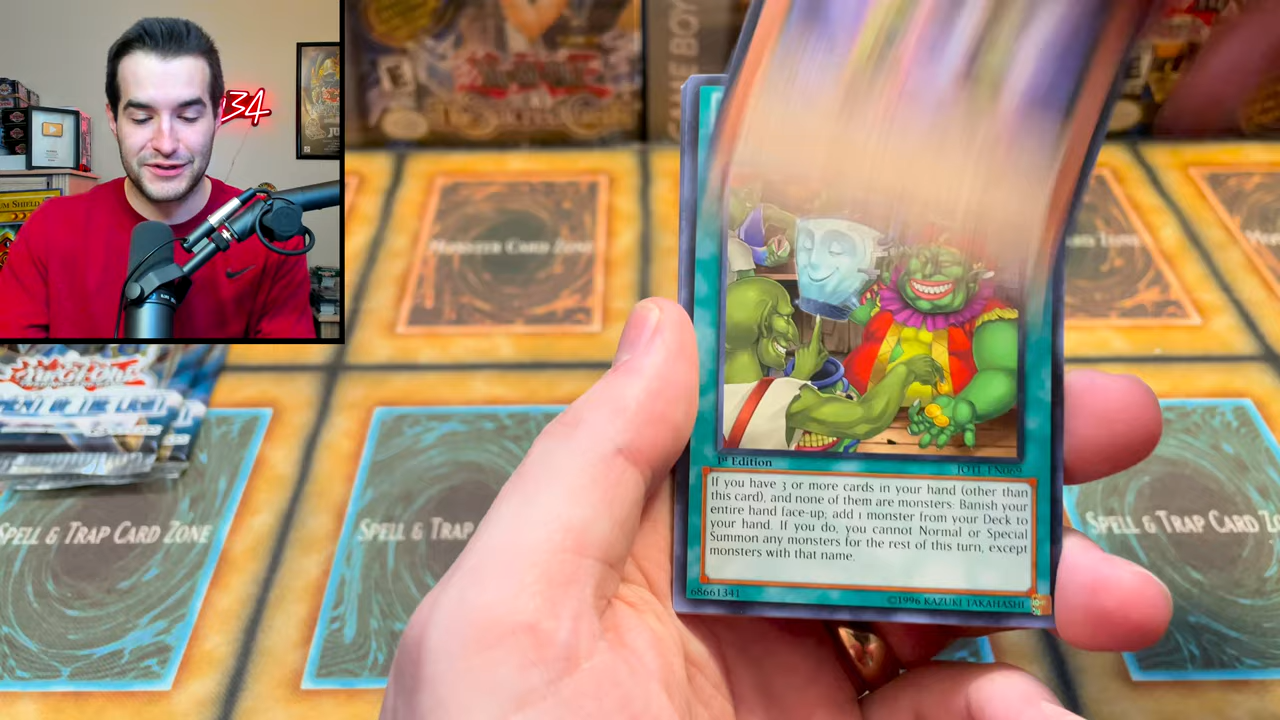 134
GAME BOY
E
MONSTER CARD ZONE
1st Edition
JOTL-EN069
If you have 3 or more cards in your hand (other than
this card), and none of them are monsters: Banish your
entire hand face-up; add 1 monster from your Deck to
your hand. If you do, you cannot Normal or Special
Summon any monsters for the rest of this turn, except
monsters with that name.
68661341
©1996 KAZUKI TAKAHASHI
SPELL & TRAP CARD ZONE
SPELL & TRAP
SPELL & TRAP CARD